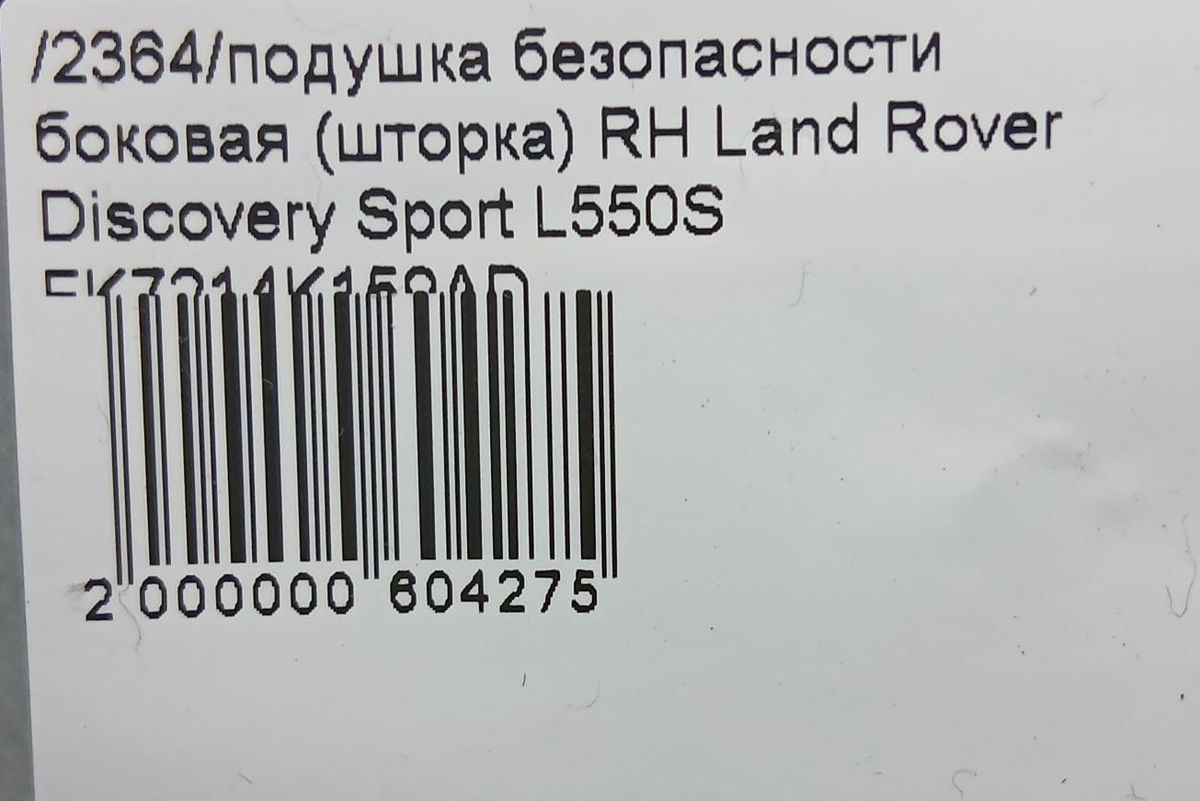 /2364/подушка безопасности
боковая (шторка) RH Land Rover
Discovery Sport L550S
2 000000 604275